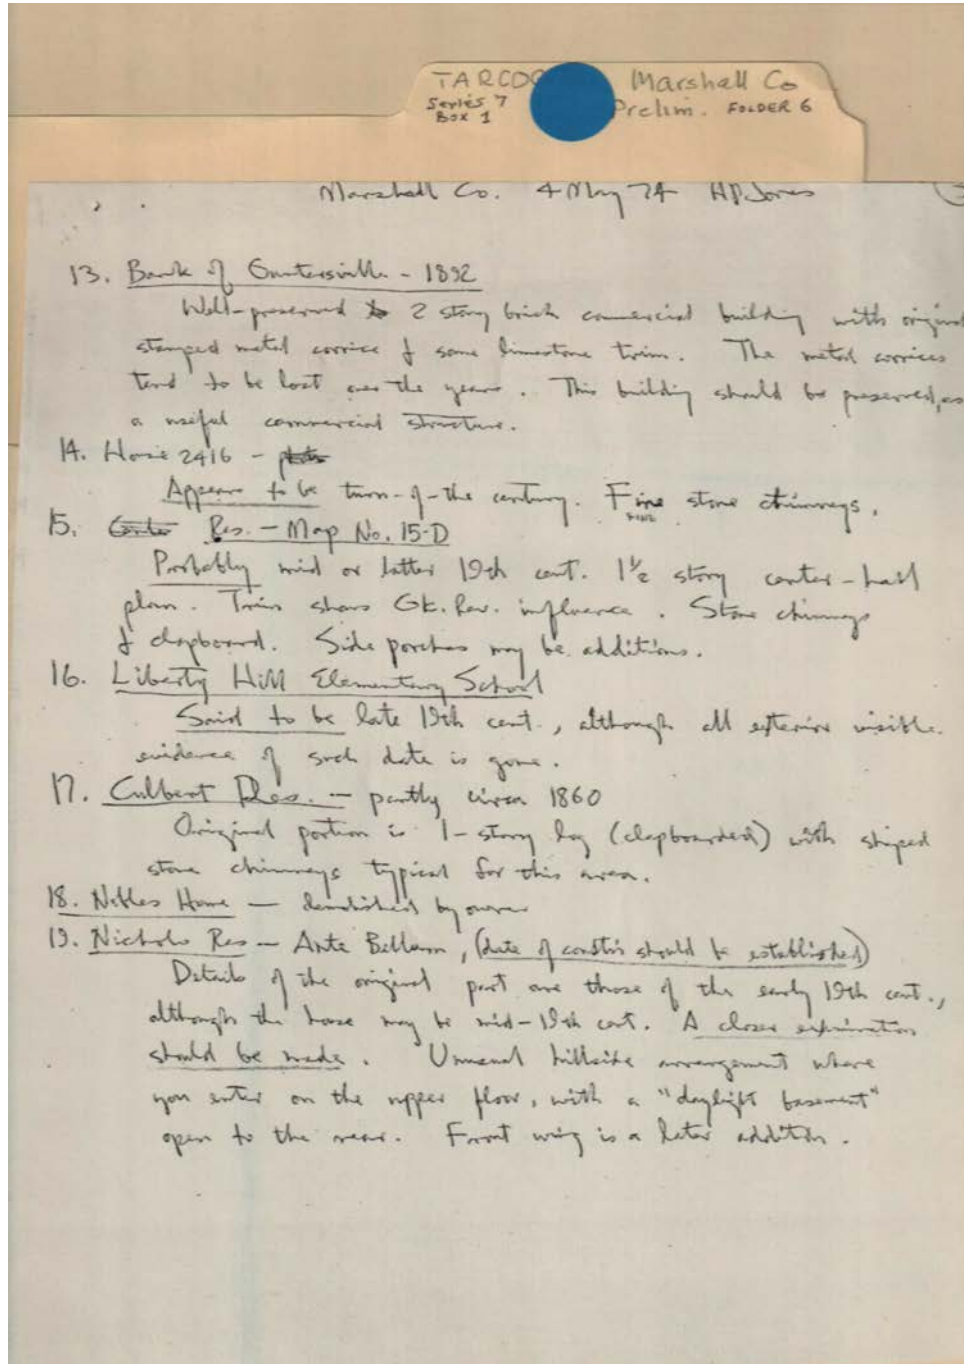 TARCOG Marshall Co
Series 7 Prelim. FOLDER 6
Box 1
Marshall Co. 4 May 74 HP Jones
13. Bank of Guntersville - 1892
Well-preserved 2 story brick commercial building with origin
stamped metal cornice & some limestone trim. The metal cornices
tend to be lost over the years. This building should be preserved, as
a useful commercial structure.
14. House 2416 - photo
Appears to be turn-of-the century. Fine stone chimneys.
FINE
15. Center Res. - Map No. 15-D
Probably mid or latter 19th cent. 1½ story center-hall
plan. Trim shows Gk. Rev. influence. Stone chimneys
& clapboard. Side porches may be additions.
16. Liberty Hill Elementary School
Said to be late 19th cent., although all exterior visible
evidence of such date is gone.
17. Culbert Res. - partly circa 1860
Original portion is 1-story log (clapboarded) with shaped
stone chimneys typical for this area.
18. Nobles Home - demolished by owner
19. Nichols Res - Ante Bellum, (date of constr'n should be established)
Details of the original part are those of the early 19th cent.,
although the house may be mid-19th cent. A closer examination
should be made. Unusual hillside arrangement where
you enter on the upper floor, with a "daylight basement"
open to the rear. Front wing is a later addition.